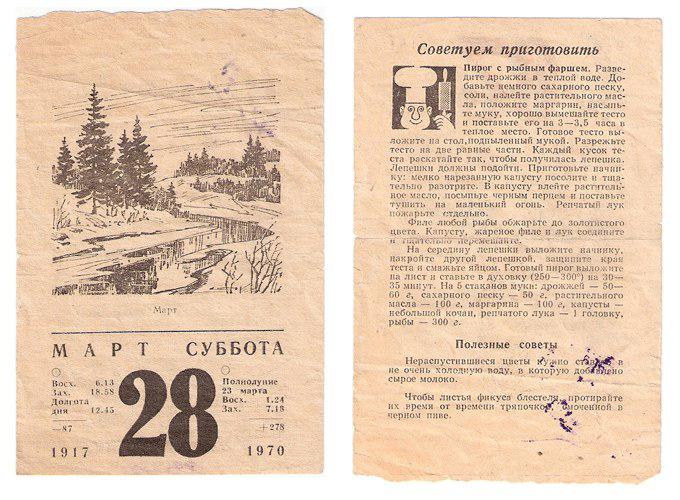 Март
МАРТ СУББОТА
Восх. 6.13
Зах. 18.58
Долгота
дня 12.45
—87
1917
28
Полнолуние
23 марта
Восх. 1.24
Зах. 7.18
+278
1970
Советуем приготовить
Пирог с рыбным фаршем. Разве-
дите дрожжи в теплой воде. До-
бавьте немного сахарного песку,
соли, налейте растительного мас-
ла, положите маргарин, насыпь-
те муку, хорошо вымешайте тесто
и поставьте его на 3—3,5 часа в
теплое место. Готовое тесто вы-
ложите на стол, подпыленный мукой. Разрежьте
тесто на две равные части. Каждый кусок те-
ста раскатайте так, чтобы получилась лепешка.
Лепешки должны подойти. Приготовьте начин-
ку: мелко нарезанную капусту посолите и тща-
тельно разотрите. В капусту влейте раститель-
ное масло, посыпьте черным перцем и поставьте
тушить на маленький огонь. Репчатый лук
пожарьте отдельно.
Филе любой рыбы обжарьте до золотистого
цвета. Капусту, жареное филе и лук соедините
и тщательно перемешайте.
На середину лепешки выложите начинку,
накройте другой лепешкой, защипите края
теста и смажьте яйцом. Готовый пирог выложите
на лист и ставьте в духовку (250—300°) на 30—
35 минут. На 5 стаканов муки: дрожжей — 50—
60 г, сахарного песку — 50 г, растительного
масла — 100 г, маргарина — 100 г, капусты —
небольшой кочан, репчатого лука — 1 головку,
рыбы — 300 г.
Полезные советы
Нераспустившиеся цветы нужно ставить в
не очень холодную воду, в которую добавлено
сырое молоко.
Чтобы листья фикуса блестели, протирайте
их время от времени тряпочкой, смоченной в
черном пиве.